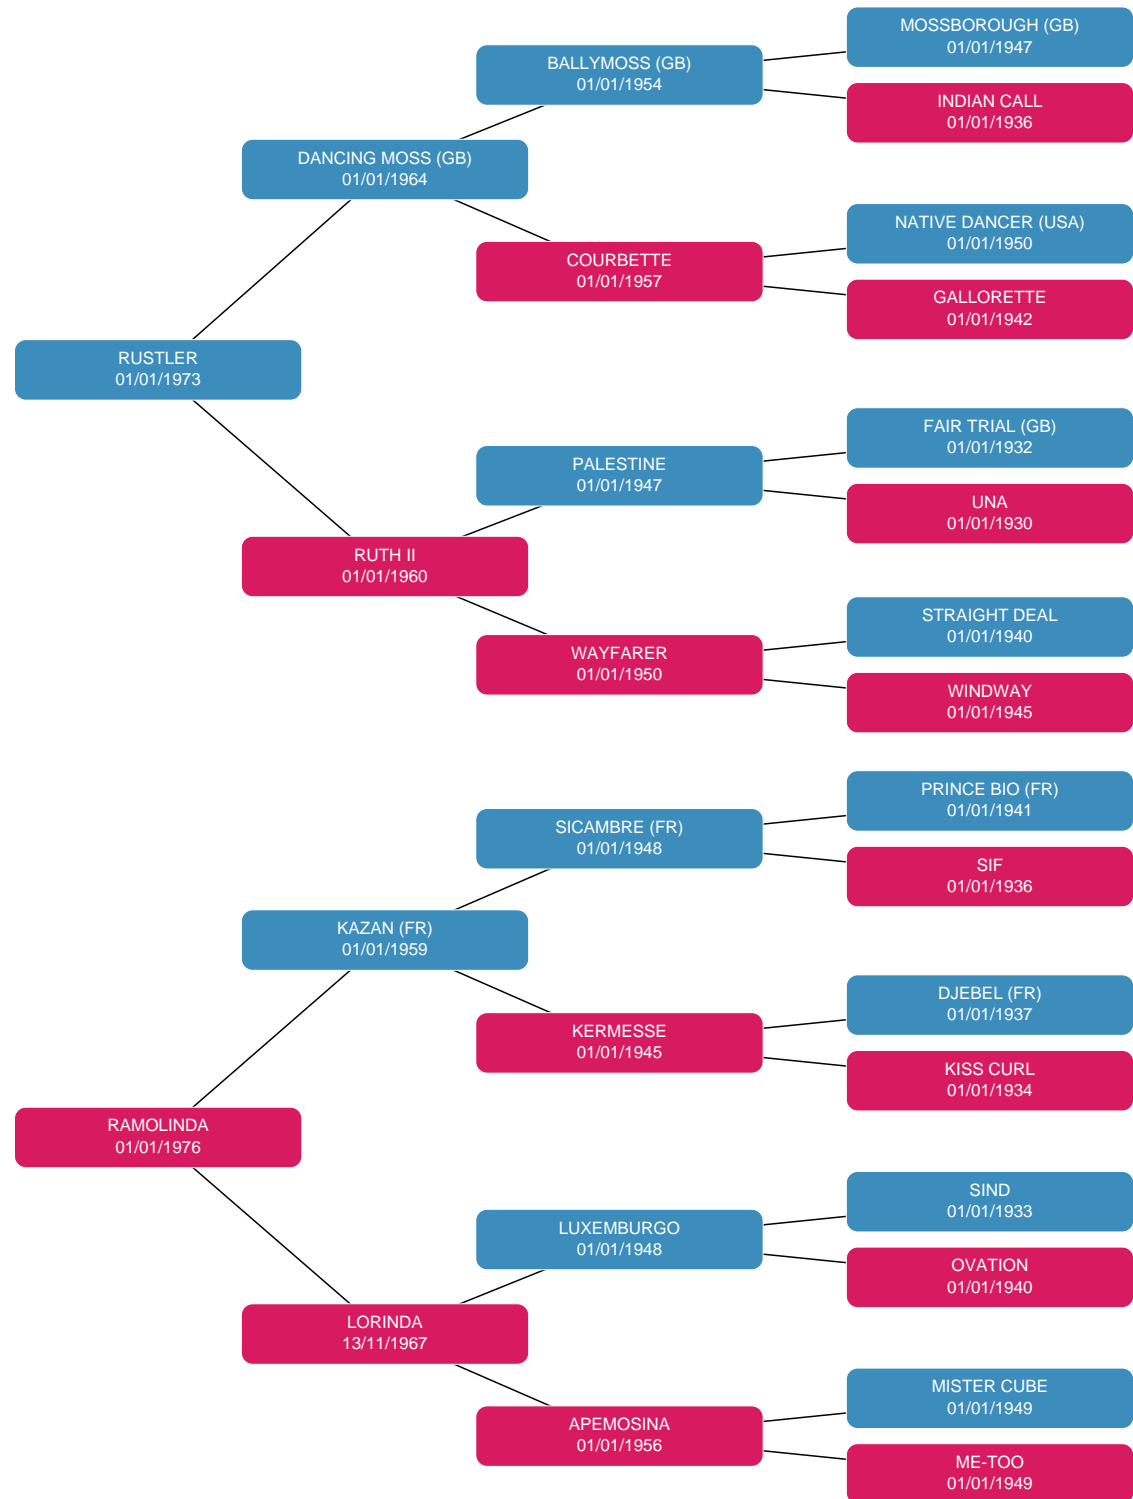 MOSSBOROUGH (GB)
01/01/1947
BALLYMOSS (GB)
01/01/1954
INDIAN CALL
01/01/1936
DANCING MOSS (GB)
01/01/1964
NATIVE DANCER (USA)
01/01/1950
COURBETTE
01/01/1957
GALLORETTE
01/01/1942
RUSTLER
01/01/1973
FAIR TRIAL (GB)
01/01/1932
PALESTINE
01/01/1947
UNA
01/01/1930
RUTH II
01/01/1960
STRAIGHT DEAL
01/01/1940
WAYFARER
01/01/1950
WINDWAY
01/01/1945
PRINCE BIO (FR)
01/01/1941
SICAMBRE (FR)
01/01/1948
SIF
01/01/1936
KAZAN (FR)
01/01/1959
DJEBEL (FR)
01/01/1937
KERMESSE
01/01/1945
KISS CURL
01/01/1934
RAMOLINDA
01/01/1976
SIND
01/01/1933
LUXEMBURGO
01/01/1948
OVATION
01/01/1940
LORINDA
13/11/1967
MISTER CUBE
01/01/1949
APEMOSINA
01/01/1956
ME-TOO
01/01/1949